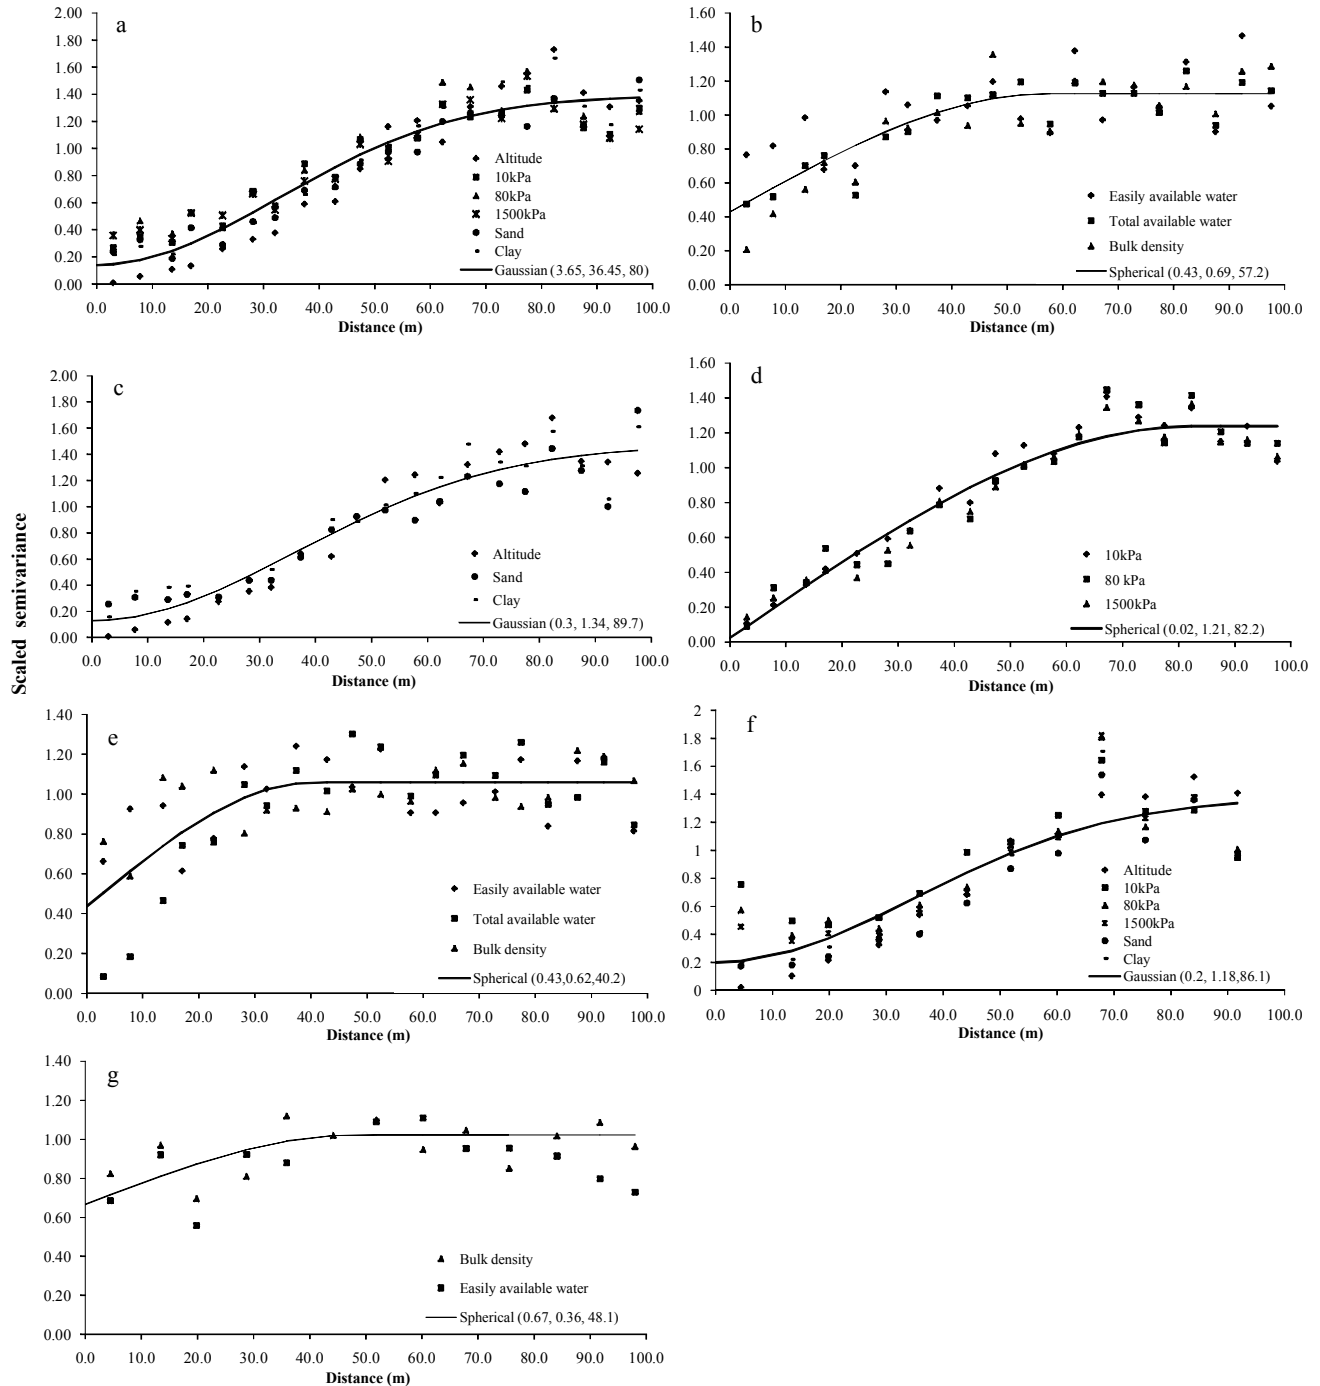 a
2.00
1.80
1.60
1.40
1.20
1.00
0.80
0.60
0.40
0.20
0.00
Altitude
10kPa
80kPa
1500kPa
Sand
Clay
Gaussian (3.65, 36.45, 80)
0.0 10.0 20.0 30.0 40.0 50.0 60.0 70.0 80.0 90.0 100.0
Distance (m)
b
1.60
1.40
1.20
1.00
0.80
0.60
0.40
0.20
0.00
Easily available water
Total available water
Bulk density
Spherical (0.43, 0.69, 57.2)
0.0 10.0 20.0 30.0 40.0 50.0 60.0 70.0 80.0 90.0 100.0
Distance (m)
Scaled semivariance
c
2.00
1.80
1.60
1.40
1.20
1.00
0.80
0.60
0.40
0.20
0.00
Altitude
Sand
Clay
Gaussian (0.3, 1.34, 89.7)
0.0 10.0 20.0 30.0 40.0 50.0 60.0 70.0 80.0 90.0 100.0
Distance (m)
d
1.60
1.40
1.20
1.00
0.80
0.60
0.40
0.20
0.00
10kPa
80 kPa
1500kPa
Spherical (0.02, 1.21, 82.2)
0.0 10.0 20.0 30.0 40.0 50.0 60.0 70.0 80.0 90.0 100.0
Distance (m)
e
1.40
1.20
1.00
0.80
0.60
0.40
0.20
0.00
Easily available water
Total available water
Bulk density
Spherical (0.43,0.62,40.2)
0.0 10.0 20.0 30.0 40.0 50.0 60.0 70.0 80.0 90.0 100.0
Distance (m)
f
2
1.8
1.6
1.4
1.2
1
0.8
0.6
0.4
0.2
0
Altitude
10kPa
80kPa
1500kPa
Sand
Clay
Gaussian (0.2, 1.18,86.1)
0.0 10.0 20.0 30.0 40.0 50.0 60.0 70.0 80.0 90.0 100.0
Distance (m)
g
1.40
1.20
1.00
0.80
0.60
0.40
0.20
0.00
Bulk density
Easily available water
Spherical (0.67, 0.36, 48.1)
0.0 10.0 20.0 30.0 40.0 50.0 60.0 70.0 80.0 90.0 100.0
Distance (m)